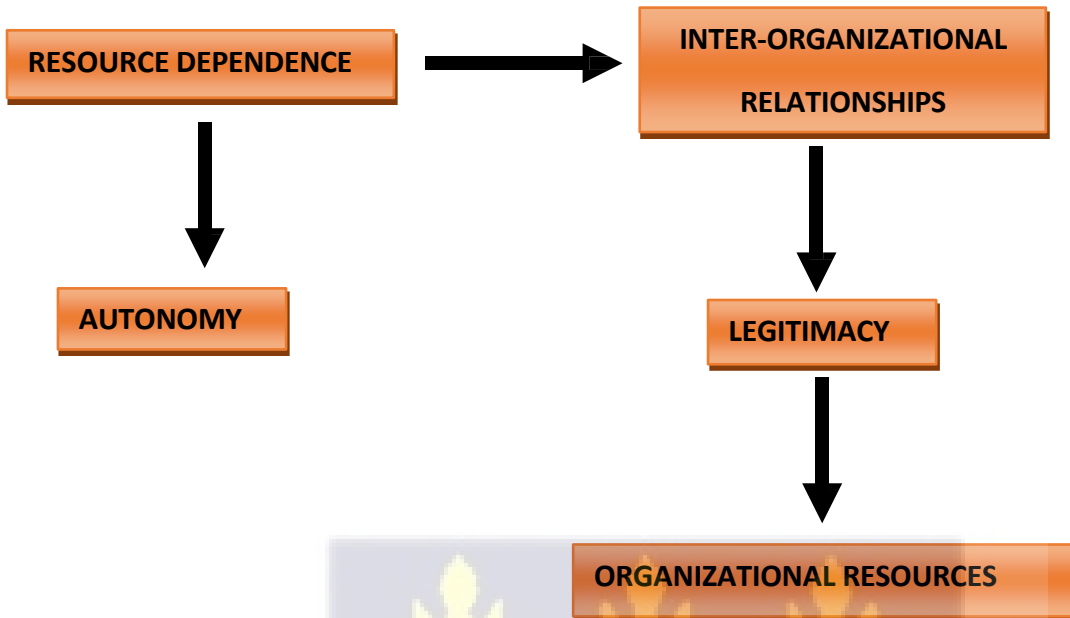 RESOURCE DEPENDENCE
INTER-ORGANIZATIONAL
RELATIONSHIPS
AUTONOMY
LEGITIMACY
ORGANIZATIONAL RESOURCES